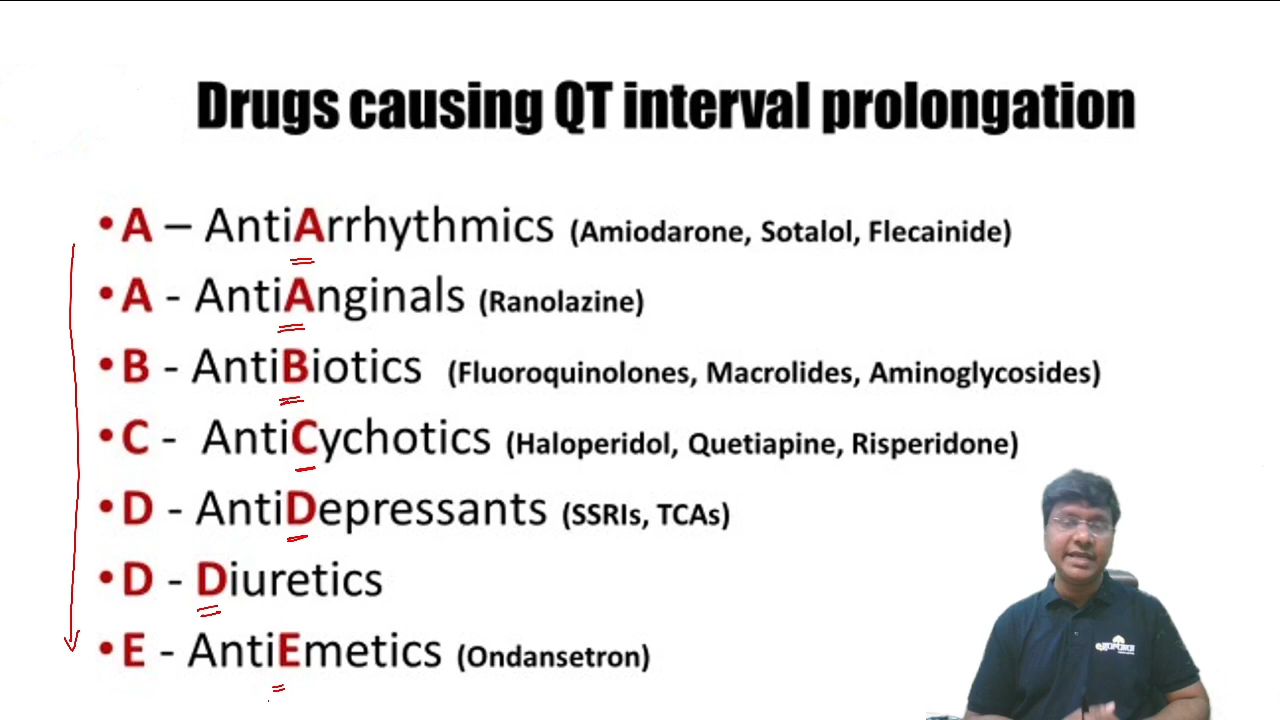 Drugs causing QT interval prolongation
•A – AntiArrhythmics (Amiodarone, Sotalol, Flecainide)
•A - AntiAnginals (Ranolazine)
•B - AntiBiotics (Fluoroquinolones, Macrolides, Aminoglycosides)
•C - AntiCychotics (Haloperidol, Quetiapine, Risperidone)
•D - AntiDepressants (SSRIs, TCAs)
•D - Diuretics
•E - AntiEmetics (Ondansetron)